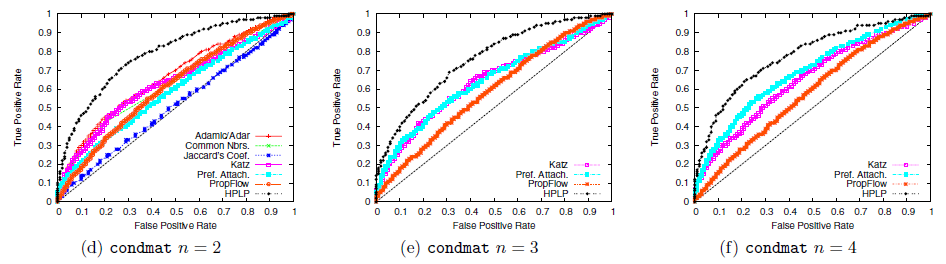 1
0.9
0.8
0.7
0.6
0.5
0.4
0.3
0.2
0.1
0
True Positive Rate
Adamic/Adar
Common Nbrs.
Jaccard's Coef.
Katz
Pref. Attach.
PropFlow
HPLP
0 0.1 0.2 0.3 0.4 0.5 0.6 0.7 0.8 0.9 1
False Positive Rate
(d) condmat n = 2
1
0.9
0.8
0.7
0.6
0.5
0.4
0.3
0.2
0.1
0
True Positive Rate
Katz
Pref. Attach.
PropFlow
HPLP
0 0.1 0.2 0.3 0.4 0.5 0.6 0.7 0.8 0.9 1
False Positive Rate
(e) condmat n = 3
1
0.9
0.8
0.7
0.6
0.5
0.4
0.3
0.2
0.1
0
True Positive Rate
Katz
Pref. Attach.
PropFlow
HPLP
0 0.1 0.2 0.3 0.4 0.5 0.6 0.7 0.8 0.9 1
False Positive Rate
(f) condmat n = 4